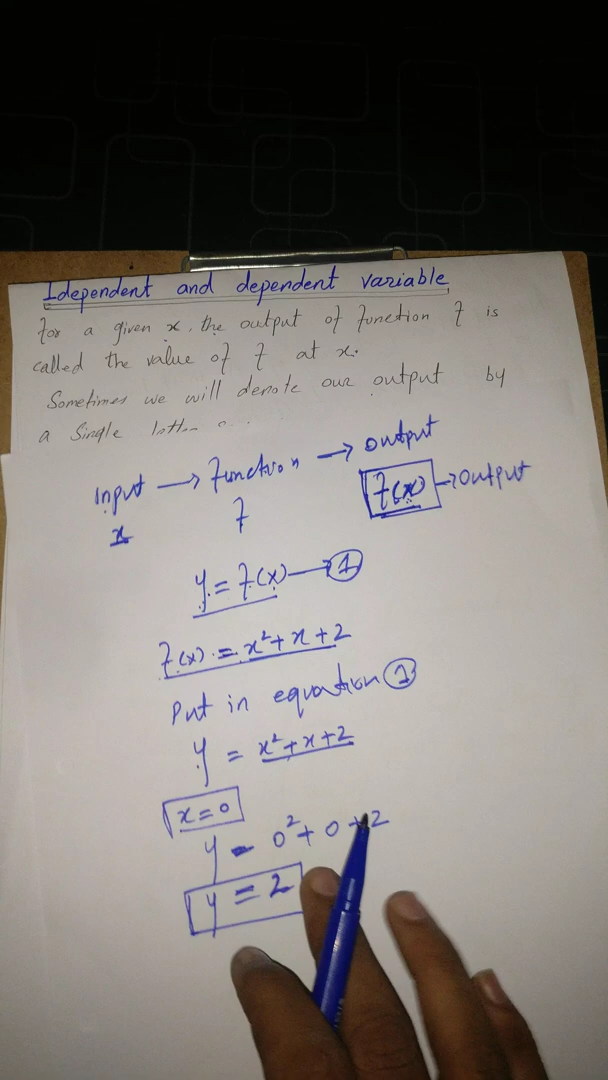 Idependent and dependent variable
For a given x, the output of function f is
called the value of f at x.
Sometimes we will denote our output by
a single
input → function → output
x f f(x) → output
y = f(x) → 1
f(x) = x² + x + 2
Put in equation 1
y = x² + x + 2
x = 0
y = 0² + 0 + 2
y = 2